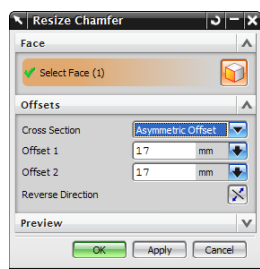 Resize Chamfer
Face
Select Face (1)
Offsets
Cross Section Asymmetric Offset
Offset 1 17 mm
Offset 2 17 mm
Reverse Direction
Preview
OK Apply Cancel